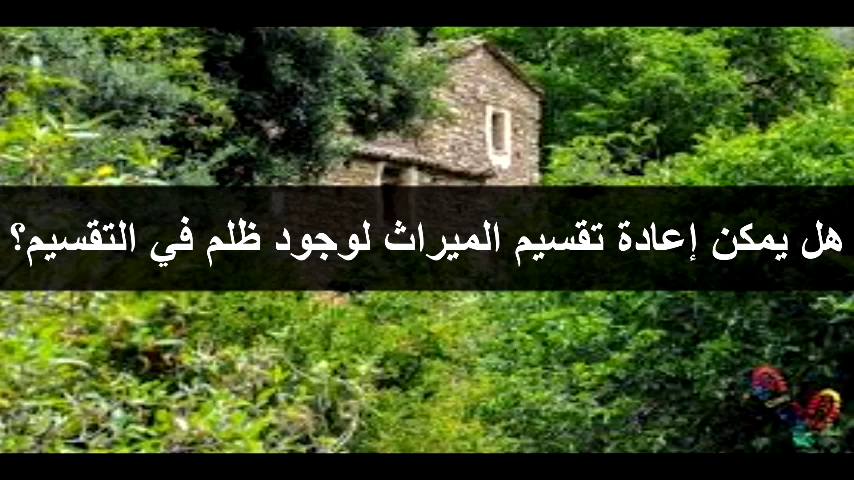 هل يمكن إعادة تقسيم الميراث لوجود ظلم في التقسيم؟